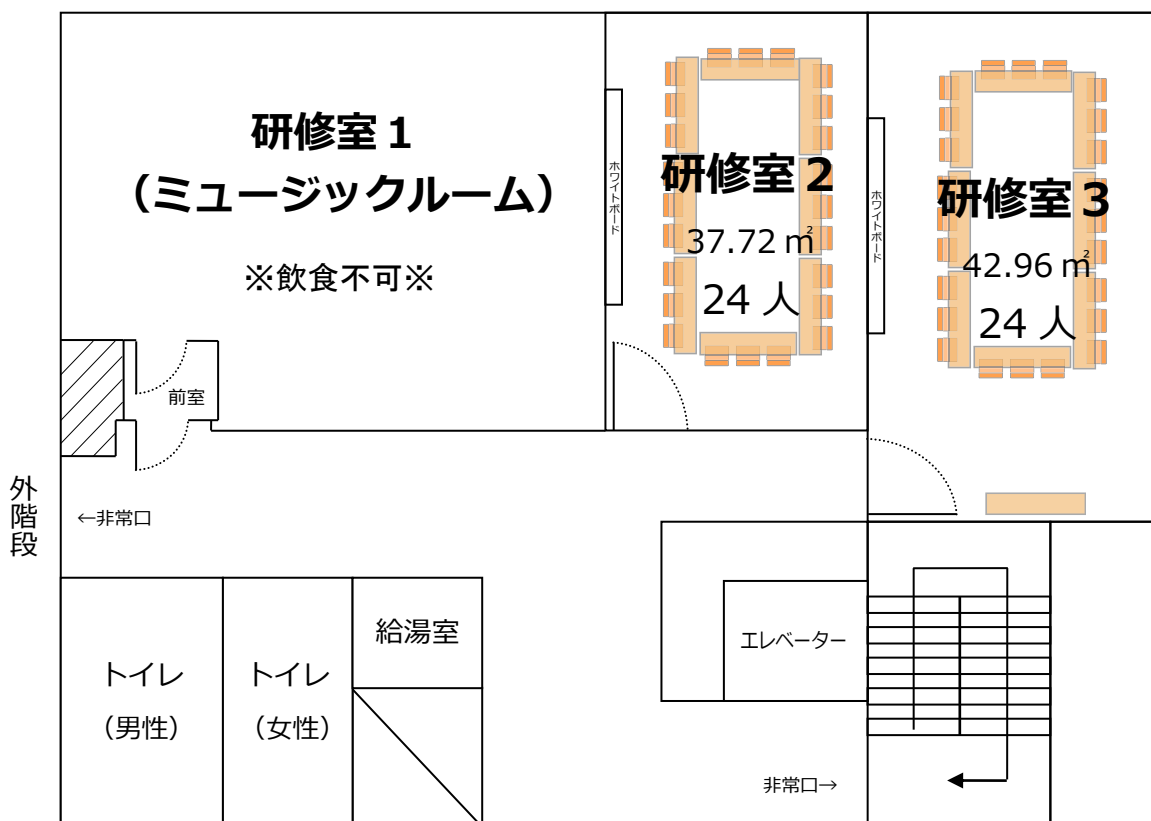 研修室１
（ミュージックルーム）
※飲食不可※
ホワイトボード
研修室２
37.72 ㎡
24 人
ホワイトボード
研修室３
42.96 ㎡
24 人
前室
外階段
←非常口
トイレ
（男性）
トイレ
（女性）
給湯室
エレベーター
非常口→